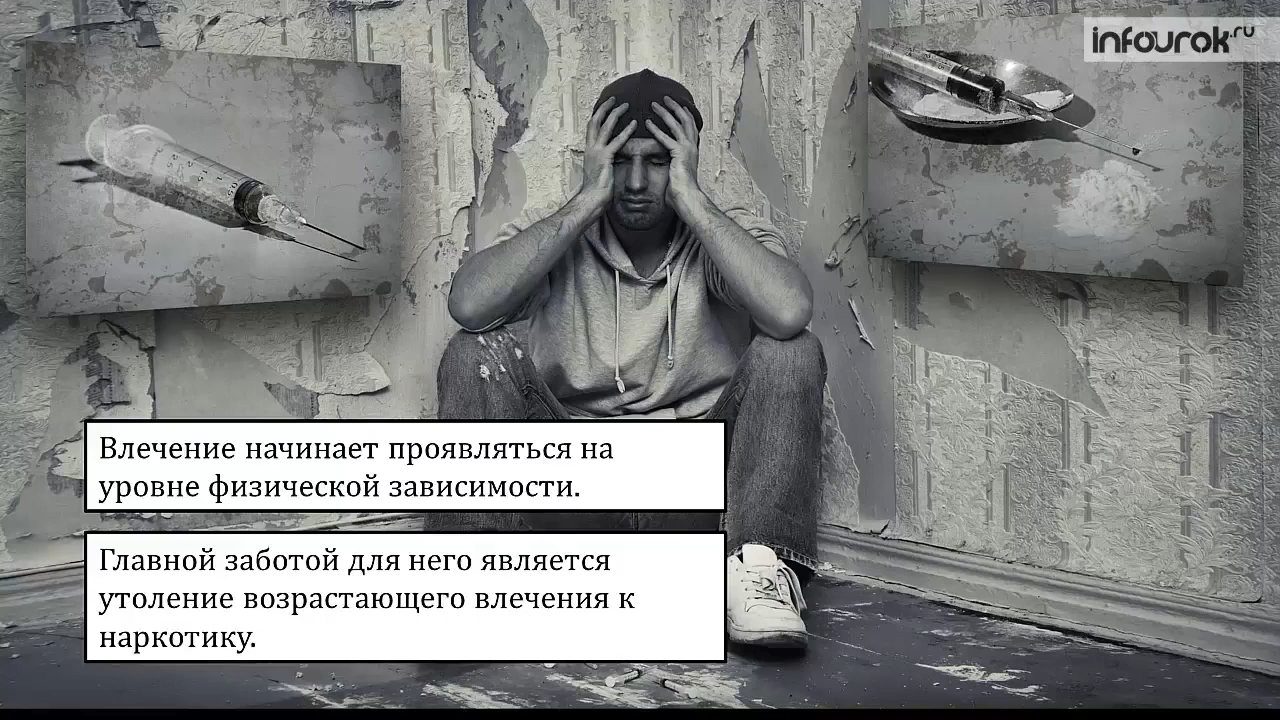 infourok.ru
Влечение начинает проявляться на
уровне физической зависимости.
Главной заботой для него является
утоление возрастающего влечения к
наркотику.